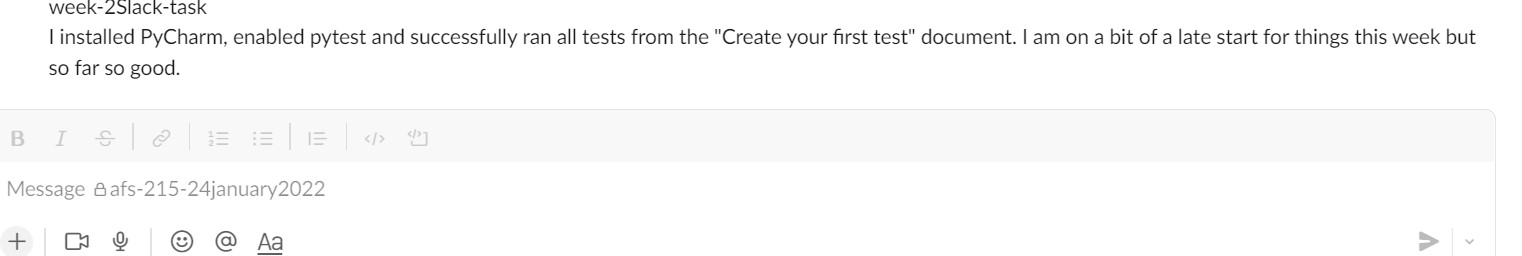 week-2Slack-task
I installed PyCharm, enabled pytest and successfully ran all tests from the "Create your first test" document. I am on a bit of a late start for things this week but
so far so good.
B I S
Message afs-215-24january2022
@ Aa